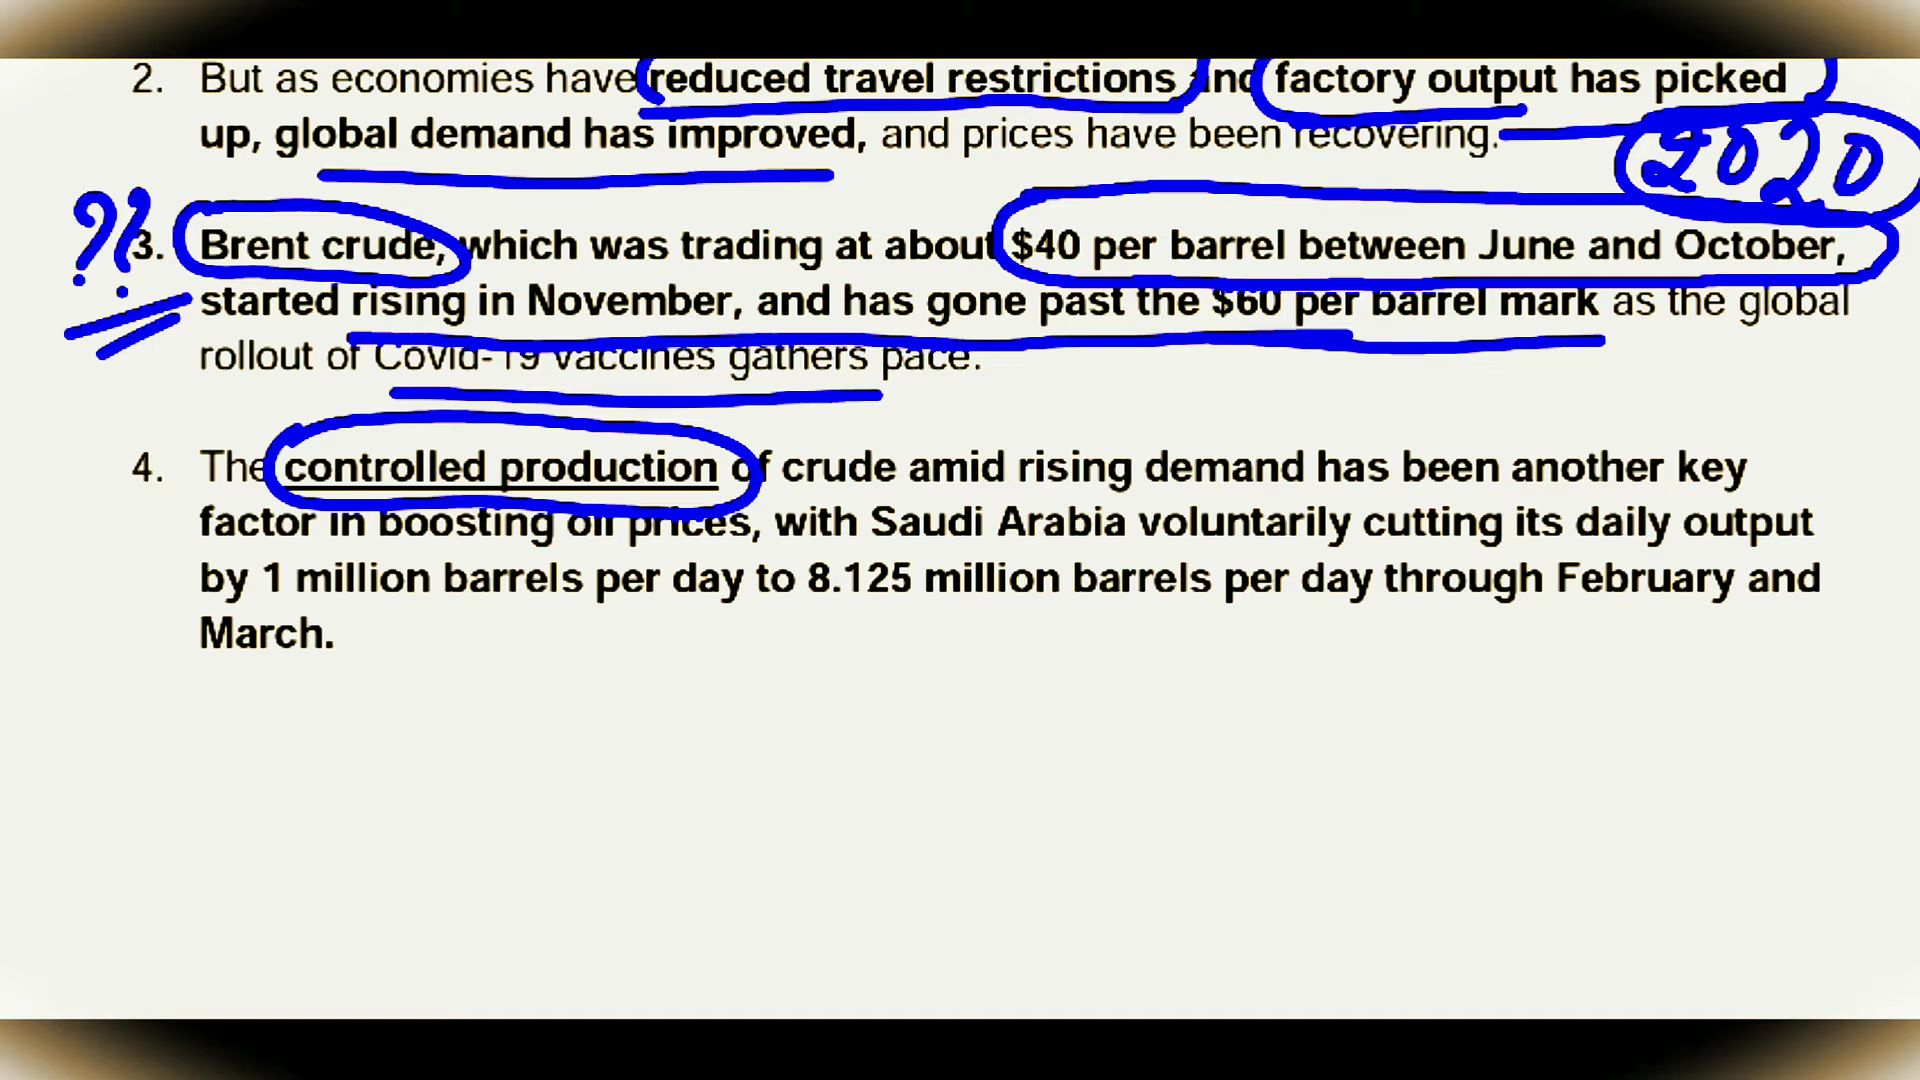 2. But as economies have reduced travel restrictions and factory output has picked
up, global demand has improved, and prices have been recovering.
2020
??
3. Brent crude, which was trading at about $40 per barrel between June and October,
started rising in November, and has gone past the $60 per barrel mark as the global
rollout of Covid-19 vaccines gathers pace.
4. The controlled production of crude amid rising demand has been another key
factor in boosting oil prices, with Saudi Arabia voluntarily cutting its daily output
by 1 million barrels per day to 8.125 million barrels per day through February and
March.